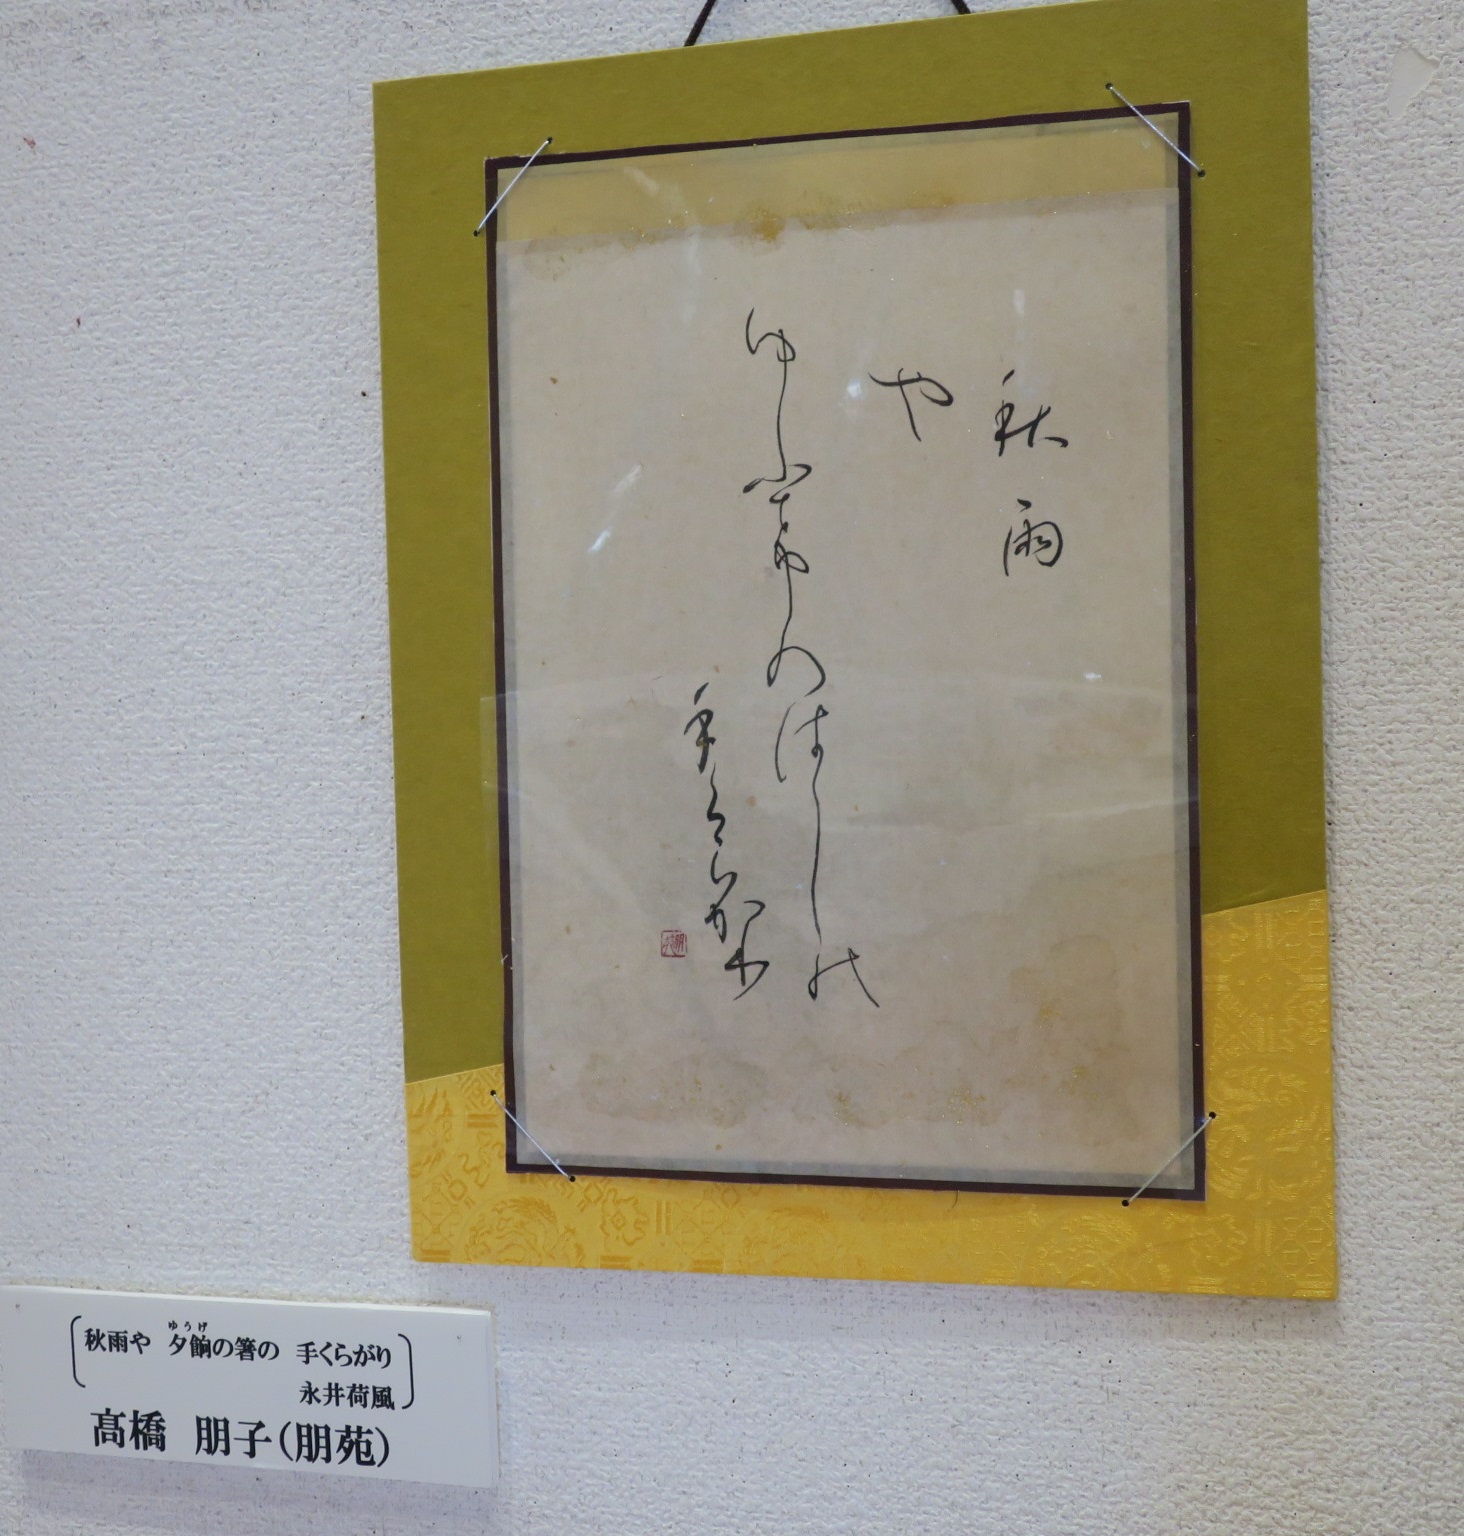 秋雨
や
ゆふ希のはしの
手くらかり
秋雨や 夕餉の箸の 手くらがり
ゆうげ
永井荷風
髙橋 朋子（朋苑）